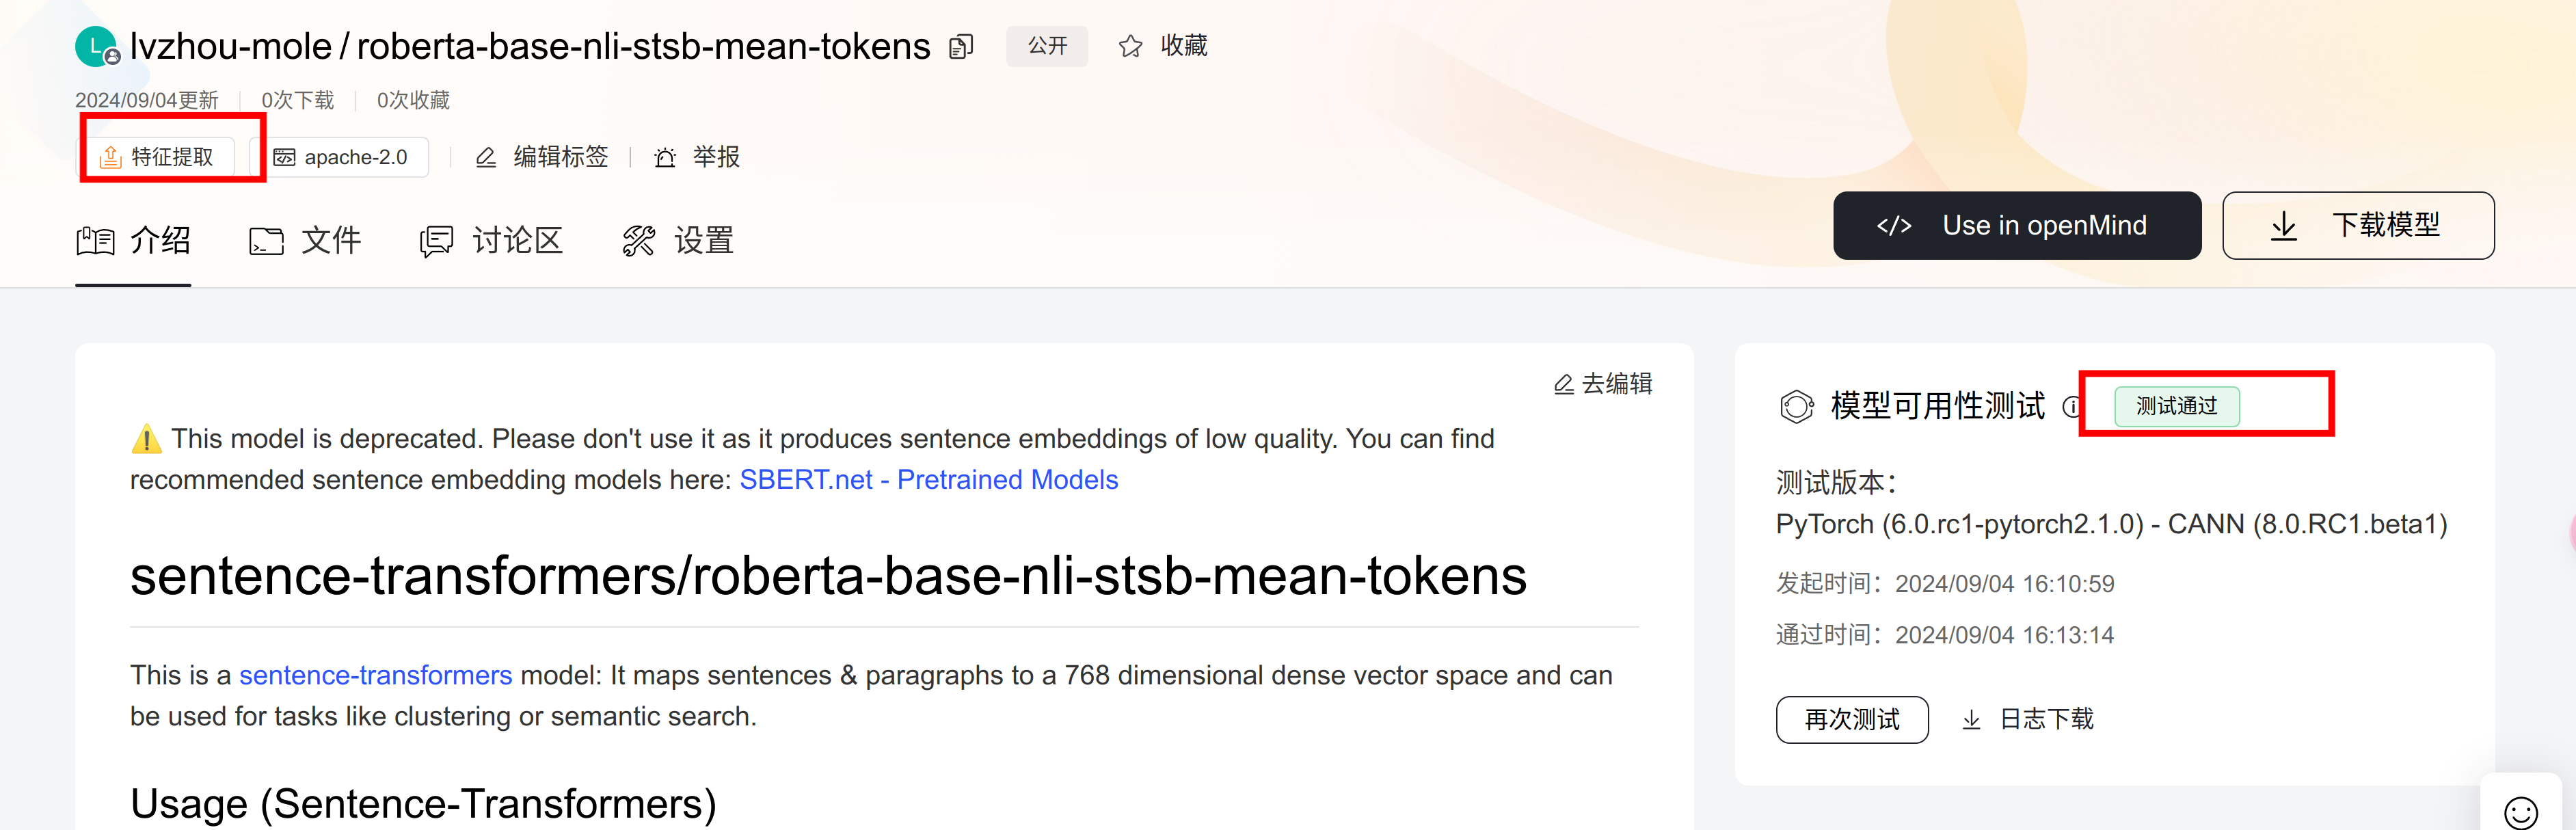 L lvzhou-mole / roberta-base-nli-stsb-mean-tokens 公开 收藏
2024/09/04更新 0次下载 0次收藏
特征提取 apache-2.0 编辑标签 举报
介绍 文件 讨论区 设置 Use in openMind 下载模型
去编辑
This model is deprecated. Please don't use it as it produces sentence embeddings of low quality. You can find
recommended sentence embedding models here: SBERT.net - Pretrained Models
sentence-transformers/roberta-base-nli-stsb-mean-tokens
This is a sentence-transformers model: It maps sentences & paragraphs to a 768 dimensional dense vector space and can
be used for tasks like clustering or semantic search.
Usage (Sentence-Transformers)
模型可用性测试 测试通过
测试版本：
PyTorch (6.0.rc1-pytorch2.1.0) - CANN (8.0.RC1.beta1)
发起时间：2024/09/04 16:10:59
通过时间：2024/09/04 16:13:14
再次测试 日志下载